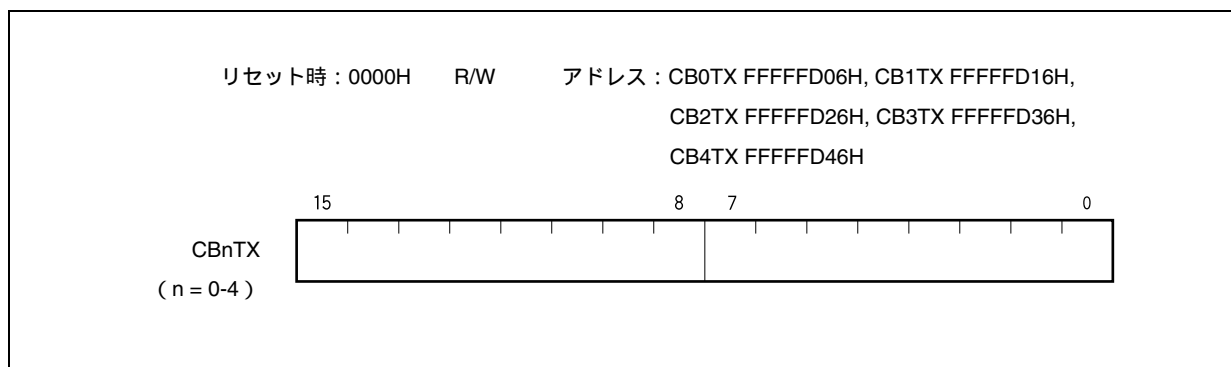 リセット時：0000H R/W アドレス：CB0TX FFFFFD06H, CB1TX FFFFFD16H,
CB2TX FFFFFD26H, CB3TX FFFFFD36H,
CB4TX FFFFFD46H
15 8 7 0
CBnTX
（n = 0-4）